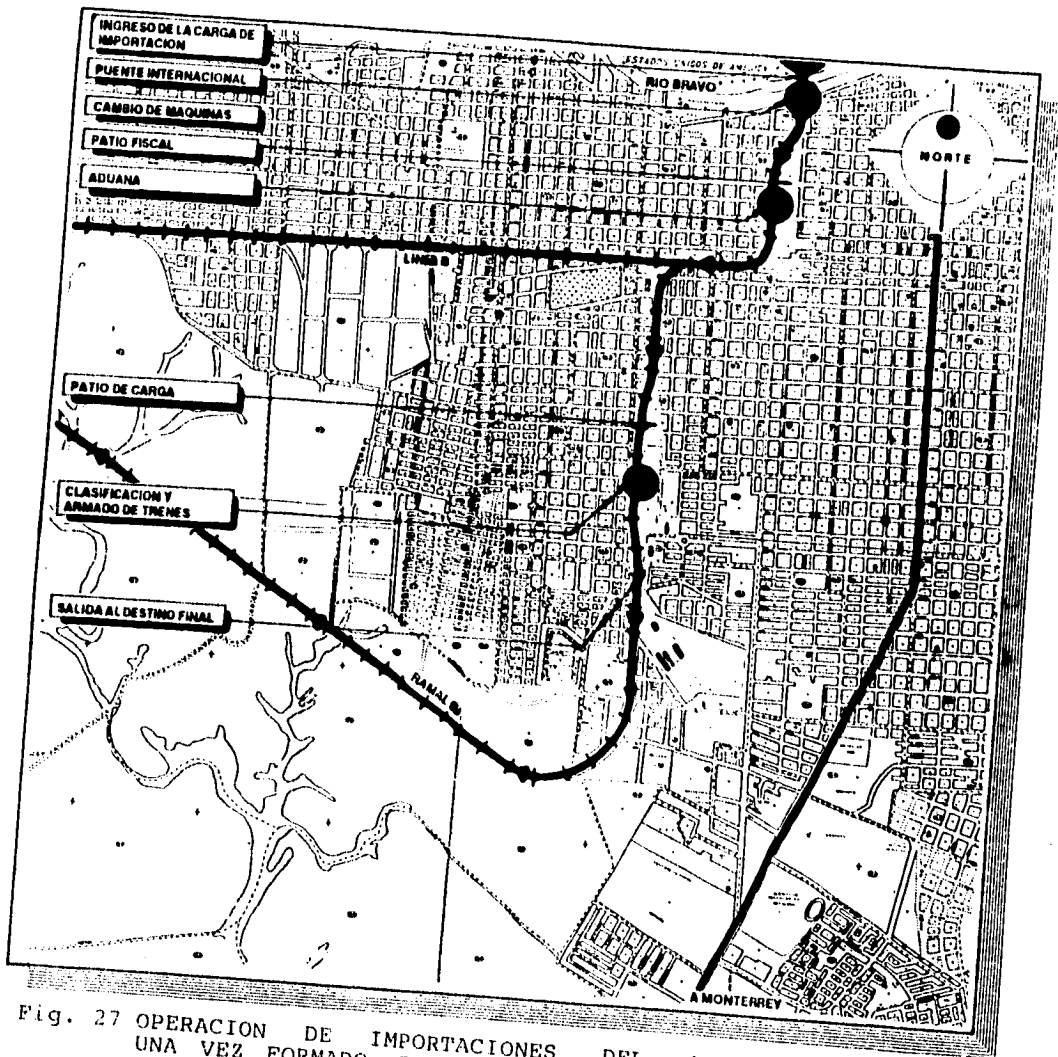 INGRESO DE LA CARGA DE
IMPORTACION
PUENTE INTERNACIONAL
CAMBIO DE MAQUINAS
PATIO FISCAL
ADUANA
ESTADOS UNIDOS DE AMERICA
RIO BRAVO
NORTE
LINEA B
PATIO DE CARGA
CLASIFICACION Y
ARMADO DE TRENES
SALIDA AL DESTINO FINAL
RAMAL
A MONTERREY
Fig. 27 OPERACION DE IMPORTACIONES DEL
UNA VEZ FORMADO